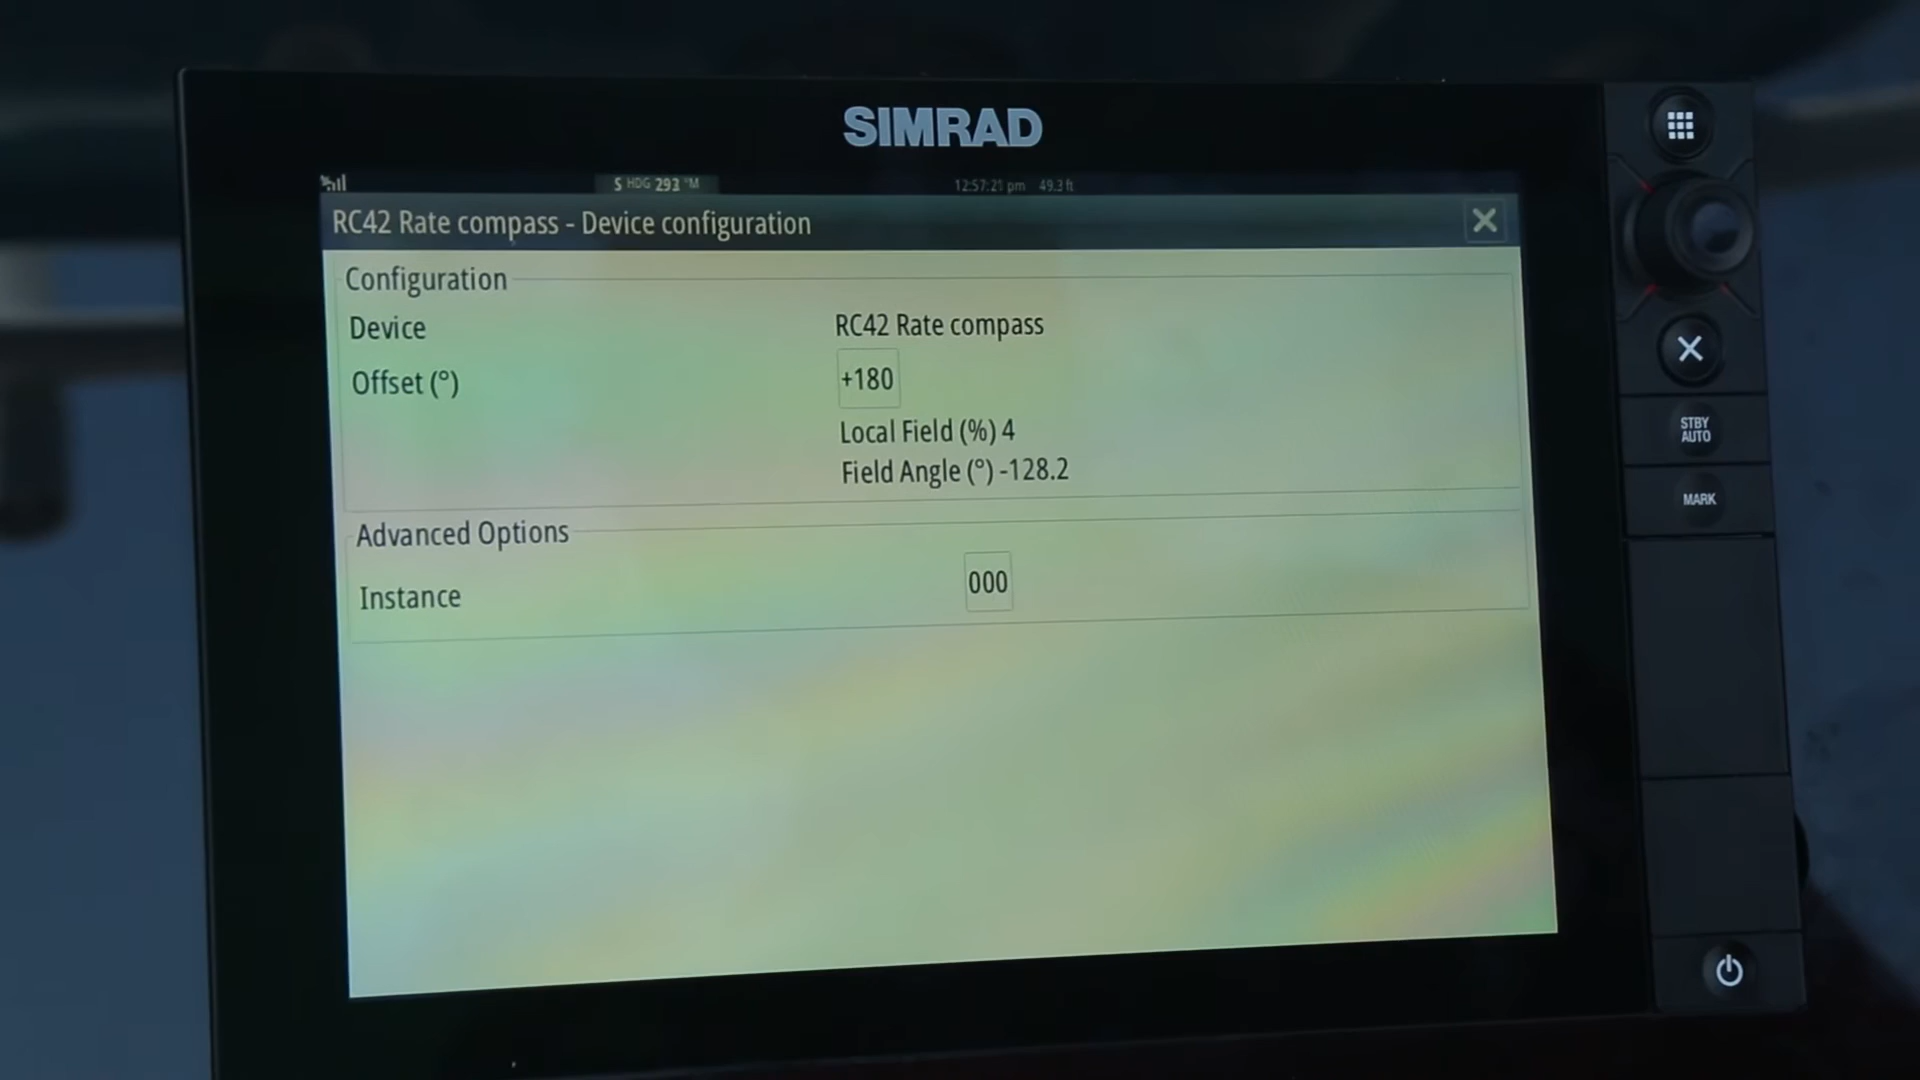 SIMRAD
S HDG 293 °M
12:57:21 pm 49.3 ft
RC42 Rate compass - Device configuration
Configuration
Device RC42 Rate compass
Offset (°) +180
Local Field (%) 4
Field Angle (°) -128.2
Advanced Options
Instance 000
STBY
AUTO
MARK